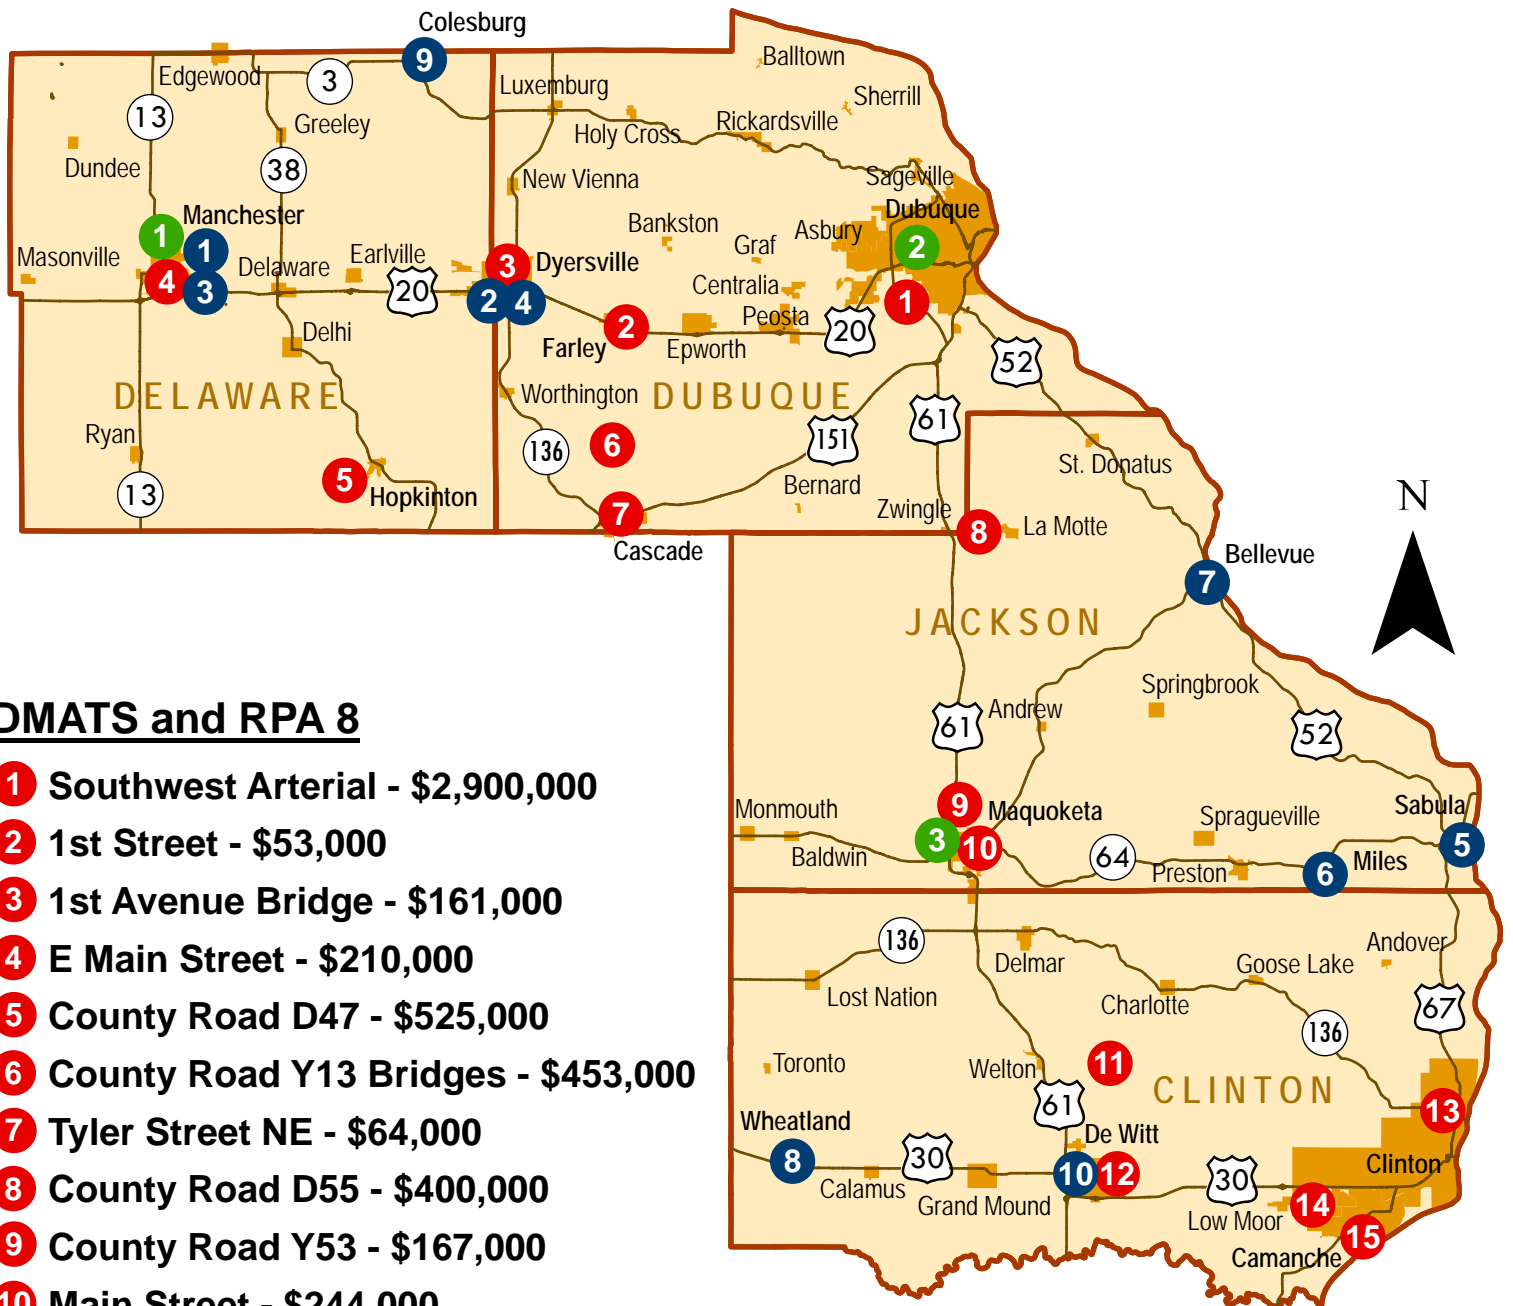 Colesburg
9
Balltown
Edgewood
3
Luxemburg
Sherrill
13
Greeley
Holy Cross
Rickardsville
Dundee
38
New Vienna
Sageville
Manchester
Bankston
Asbury
Dubuque
1
1
Graf
2
Masonville
Delaware
Earlville
3
Dyersville
4
3
20
2
4
Centralia
1
Delhi
Farley
2
Epworth
Peosta
20
52
DELAWARE
Worthington
DUBUQUE
61
Ryan
136
6
151
St. Donatus
13
5
Hopkinton
Bernard
N
7
Zwingle
8
La Motte
Cascade
Bellevue
7
JACKSON
Springbrook
61
Andrew
52
DMATS and RPA 8
1 Southwest Arterial - $2,900,000
2 1st Street - $53,000
3 1st Avenue Bridge - $161,000
4 E Main Street - $210,000
5 County Road D47 - $525,000
6 County Road Y13 Bridges - $453,000
7 Tyler Street NE - $64,000
8 County Road D55 - $400,000
9 County Road Y53 - $167,000
10 Main Street - $244,000
Monmouth
9
Maquoketa
Spragueville
Sabula
Baldwin
3
10
64
Preston
6
Miles
5
136
Delmar
Goose Lake
Andover
Lost Nation
Charlotte
67
136
Toronto
Welton
11
CLINTON
61
13
Wheatland
De Witt
8
30
10
12
30
Clinton
Calamus
Grand Mound
Low Moor
14
Camanche
15